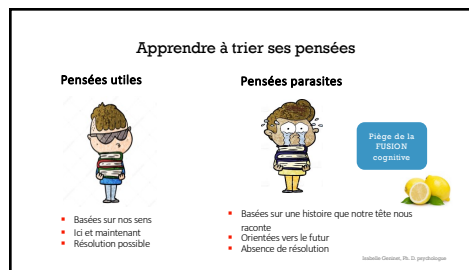 Apprendre à trier ses pensées
Pensées utiles
Pensées parasites
Piège de la
FUSION
cognitive
Basées sur nos sens
Ici et maintenant
Résolution possible
Basées sur une histoire que notre tête nous
raconte
Orientées vers le futur
Absence de résolution
Isabelle Geninet, Ph. D. psychologue